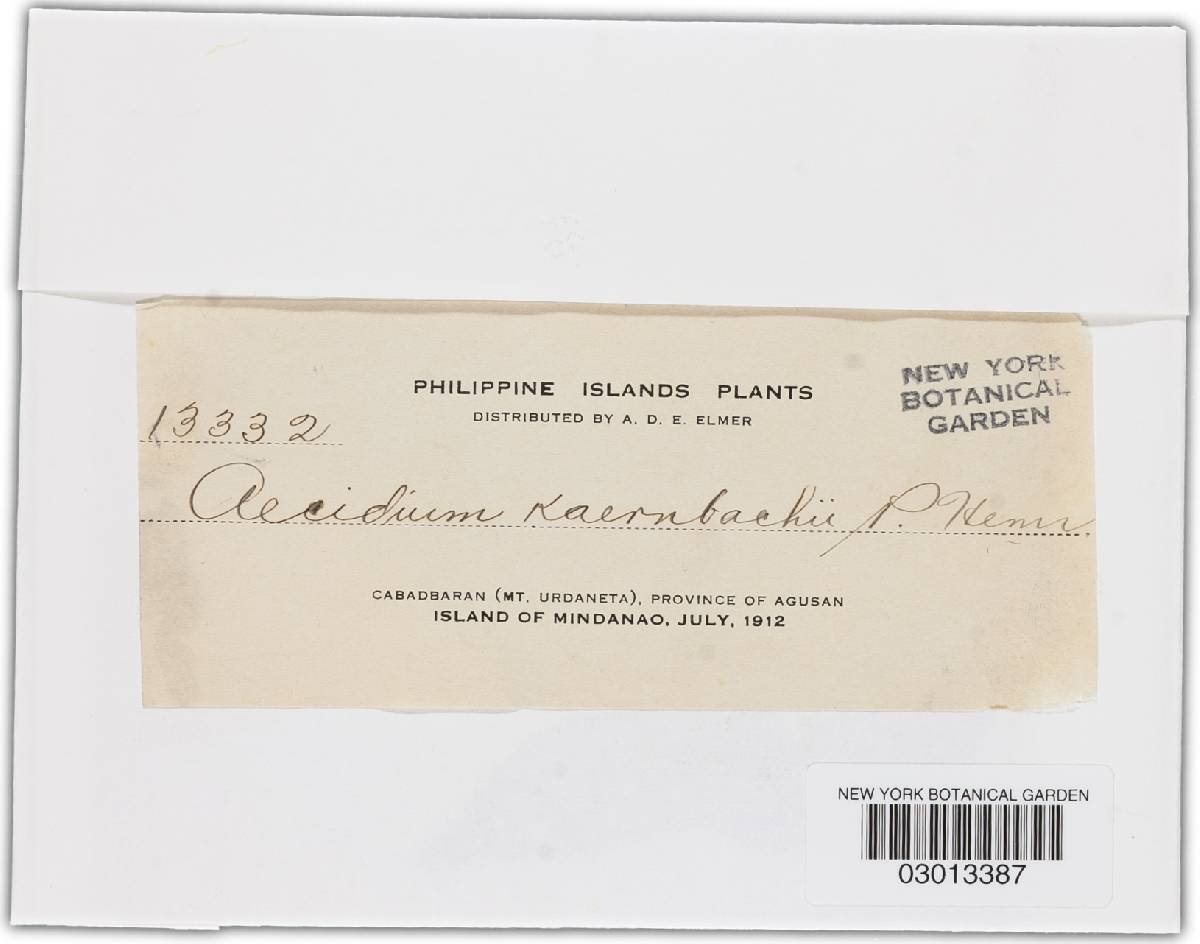 PHILIPPINE ISLANDS PLANTS
DISTRIBUTED BY A. D. E. ELMER
NEW YORK
BOTANICAL
GARDEN
13332
Aecidium kaernbachii P. Henn.
CABADBARAN (MT. URDANETA), PROVINCE OF AGUSAN
ISLAND OF MINDANAO, JULY, 1912
NEW YORK BOTANICAL GARDEN
03013387